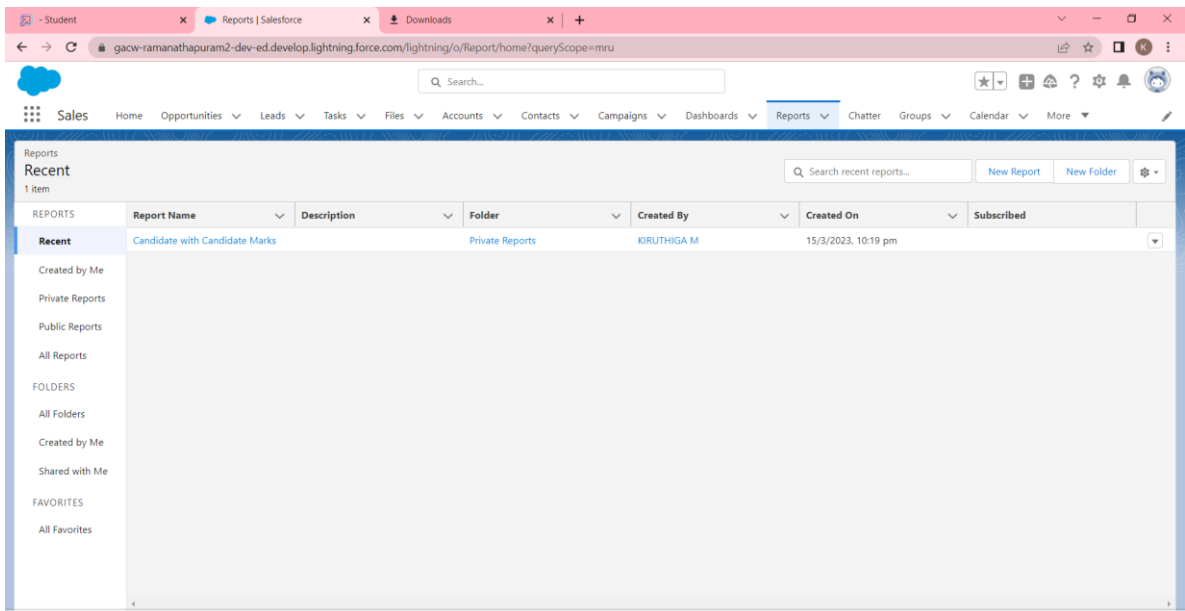 - Student
Reports | Salesforce
Downloads
gacw-ramanathapuram2-dev-ed.develop.lightning.force.com/lightning/o/Report/home?queryScope=mru
K
Search...
Sales Home Opportunities Leads Tasks Files Accounts Contacts Campaigns Dashboards Reports Chatter Groups Calendar More
Reports
Recent
1 item
Search recent reports...
New Report
New Folder
REPORTS
Report Name Description Folder Created By Created On Subscribed
Recent
Candidate with Candidate Marks Private Reports KIRUTHIGA M 15/3/2023, 10:19 pm
Created by Me
Private Reports
Public Reports
All Reports
FOLDERS
All Folders
Created by Me
Shared with Me
FAVORITES
All Favorites